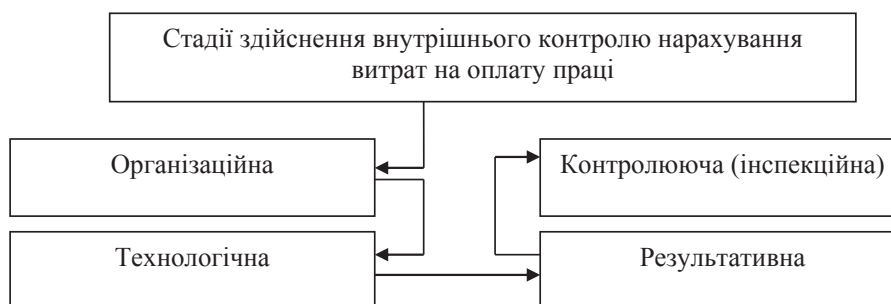 Стадії здійснення внутрішнього контролю нарахування
витрат на оплату праці
Організаційна
Контролююча (інспекційна)
Технологічна
Результативна